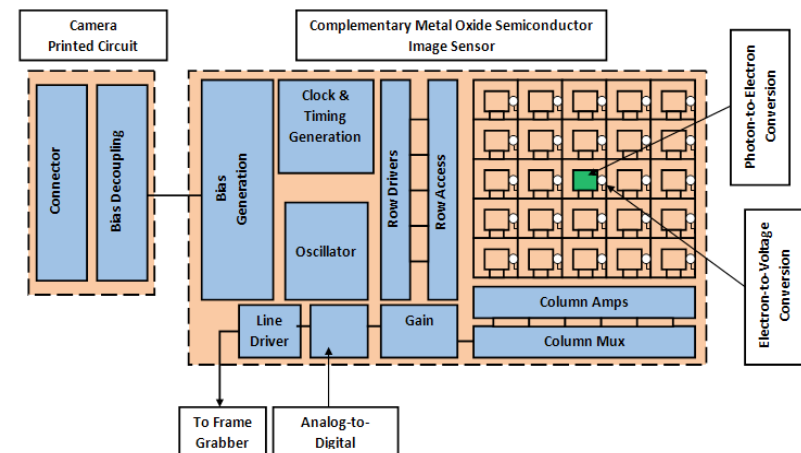 Camera
Printed Circuit
Complementary Metal Oxide Semiconductor
Image Sensor
Connector
Bias Decoupling
Bias
Generation
Clock &
Timing
Generation
Oscillator
Row Drivers
Row Access
Photon-to-Electron
Conversion
Electron-to-Voltage
Conversion
Column Amps
Column Mux
Line
Driver
Gain
To Frame
Grabber
Analog-to-
Digital